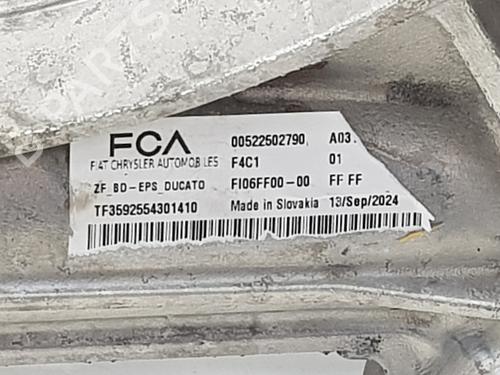 FCA 00522502790 A03.
FIAT CHRYSLER AUTOMOBILES F4C1 01
ZF_BD-EPS_DUCATO FI06FF00-00 FF FF
TF3592554301410 Made in Slovakia 13/Sep/2024